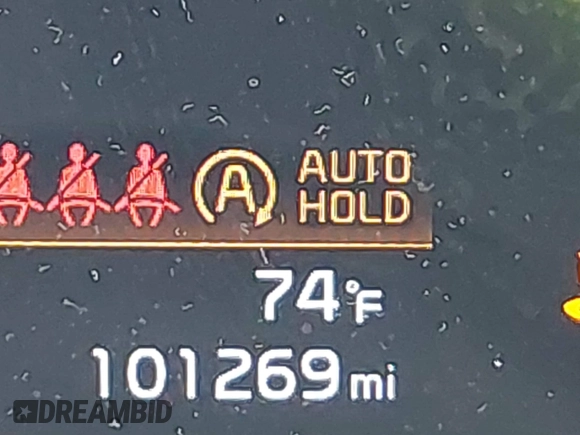 A AUTO
HOLD
74°F
101269 mi
DREAMBID